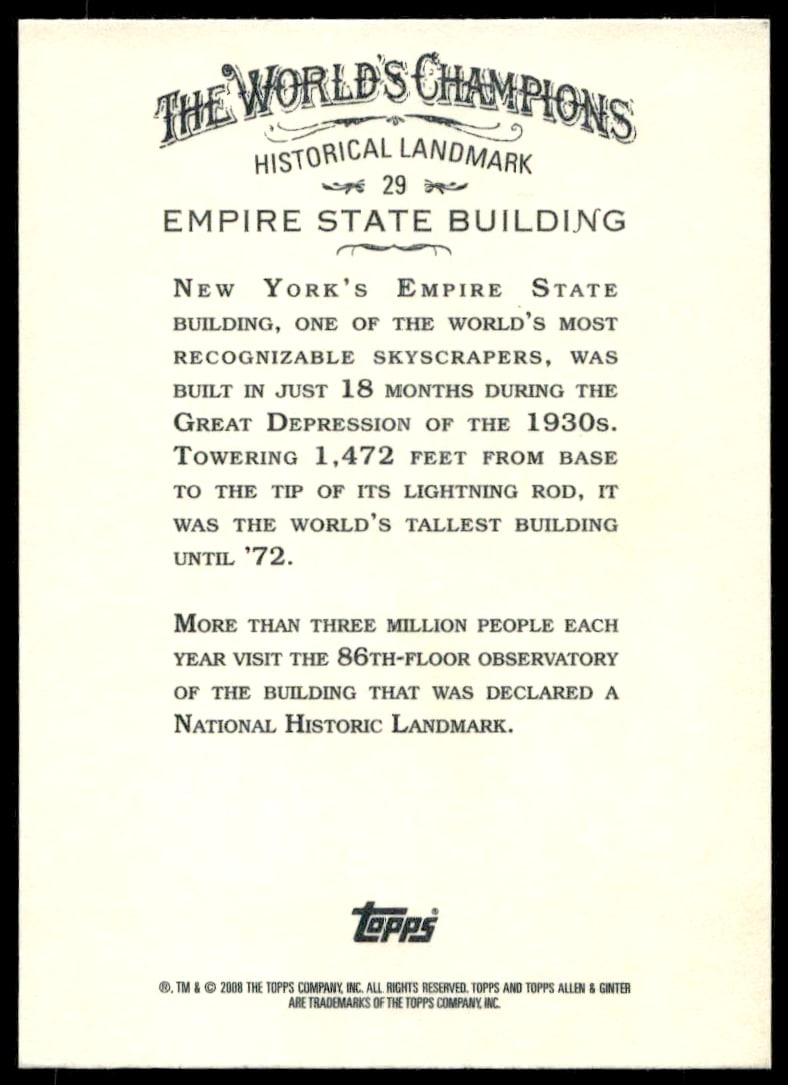 THE WORLD'S CHAMPIONS
HISTORICAL LANDMARK
29
EMPIRE STATE BUILDING
NEW YORK'S EMPIRE STATE
BUILDING, ONE OF THE WORLD'S MOST
RECOGNIZABLE SKYSCRAPERS, WAS
BUILT IN JUST 18 MONTHS DURING THE
GREAT DEPRESSION OF THE 1930S.
TOWERING 1,472 FEET FROM BASE
TO THE TIP OF ITS LIGHTNING ROD, IT
WAS THE WORLD'S TALLEST BUILDING
UNTIL '72.
MORE THAN THREE MILLION PEOPLE EACH
YEAR VISIT THE 86TH-FLOOR OBSERVATORY
OF THE BUILDING THAT WAS DECLARED A
NATIONAL HISTORIC LANDMARK.
topps®
®, TM & © 2008 THE TOPPS COMPANY, INC. ALL RIGHTS RESERVED. TOPPS AND TOPPS ALLEN & GINTER
ARE TRADEMARKS OF THE TOPPS COMPANY, INC.